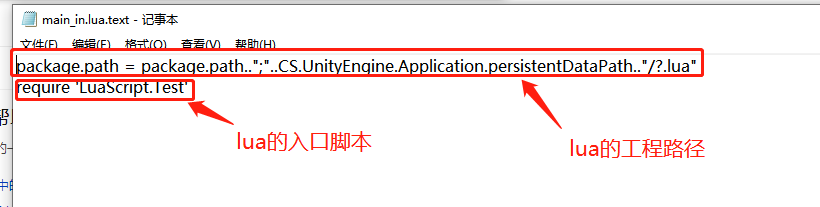 main_in.lua.text - 记事本
文件(F) 编辑(E) 格式(O) 查看(V) 帮助(H)
package.path = package.path..";"..CS.UnityEngine.Application.persistentDataPath.."/?.lua"
require 'LuaScript.Test'
lua的入口脚本
lua的工程路径